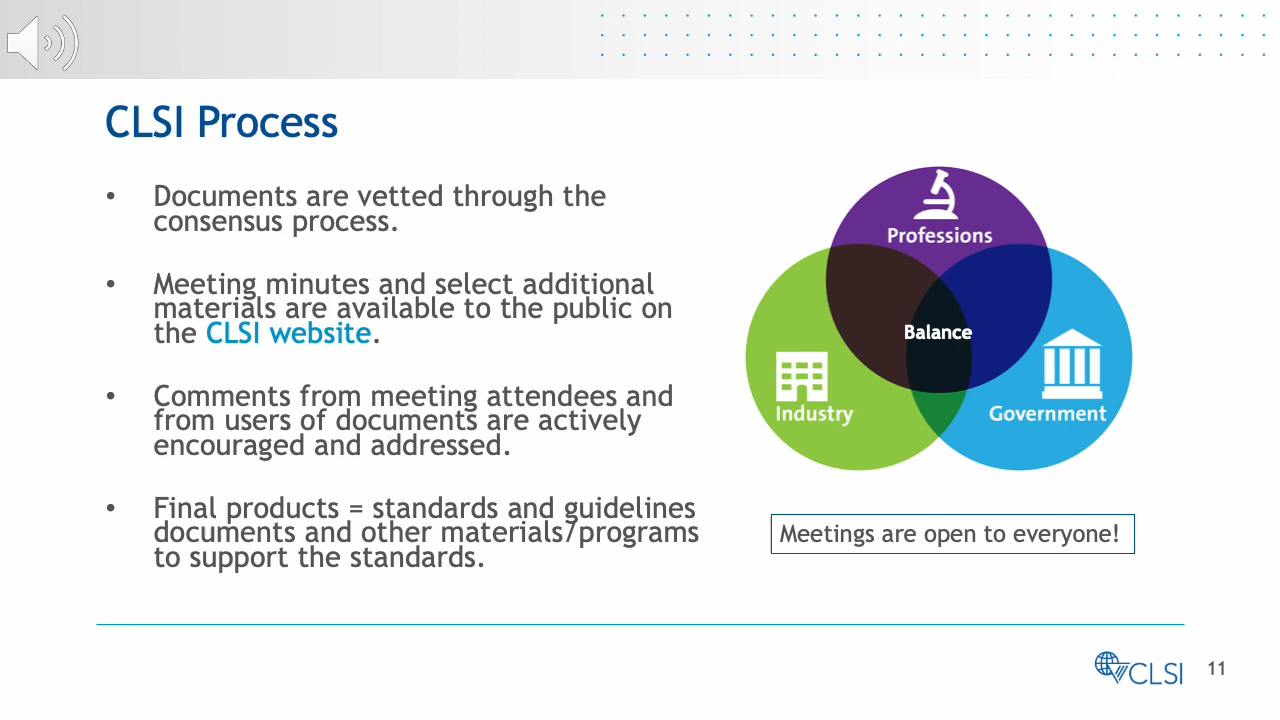 CLSI Process
• Documents are vetted through the
consensus process.
• Meeting minutes and select additional
materials are available to the public on
the CLSI website.
• Comments from meeting attendees and
from users of documents are actively
encouraged and addressed.
• Final products = standards and guidelines
documents and other materials/programs
to support the standards.
Professions
Balance
Industry
Government
Meetings are open to everyone!
CLSI
11